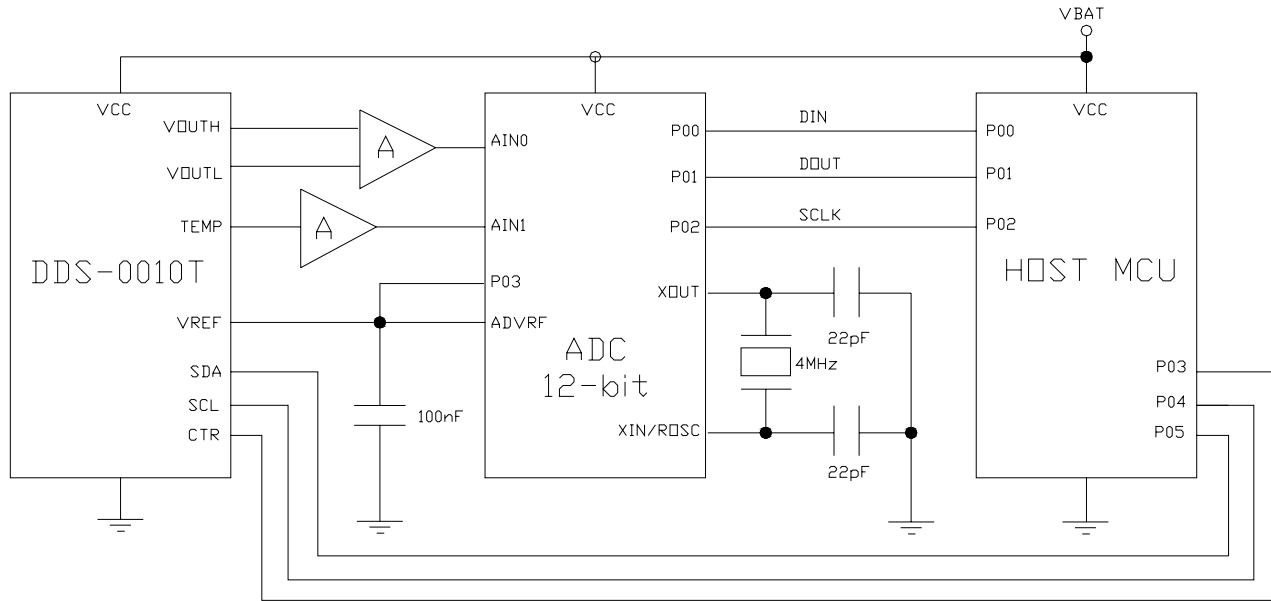 VBAT
VCC
VCC
VCC
VOUTH
VOUTL
TEMP
DDS-0010T
VREF
SDA
SCL
CTR
A
A
100nF
AIN0
AIN1
P03
ADVRF
ADC
12-bit
P00
P01
P02
XOUT
XIN/ROSC
DIN
DOUT
SCLK
22pF
4MHz
22pF
P00
P01
P02
HOST MCU
P03
P04
P05